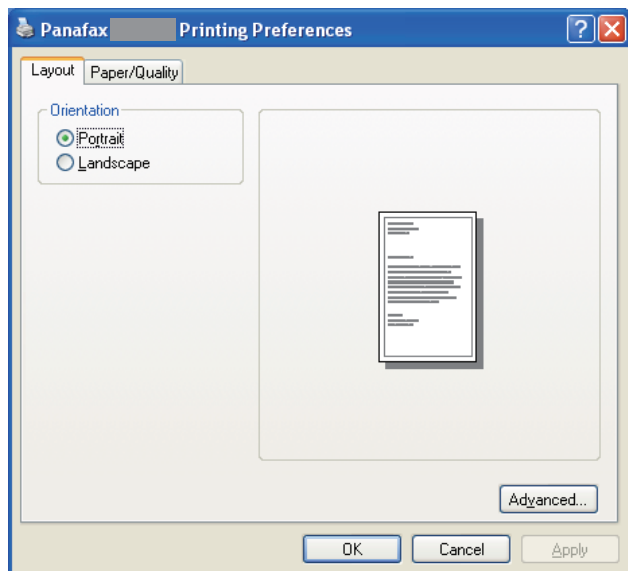 Panafax Printing Preferences
Layout Paper/Quality
Orientation
Portrait
Landscape
Advanced...
OK Cancel Apply